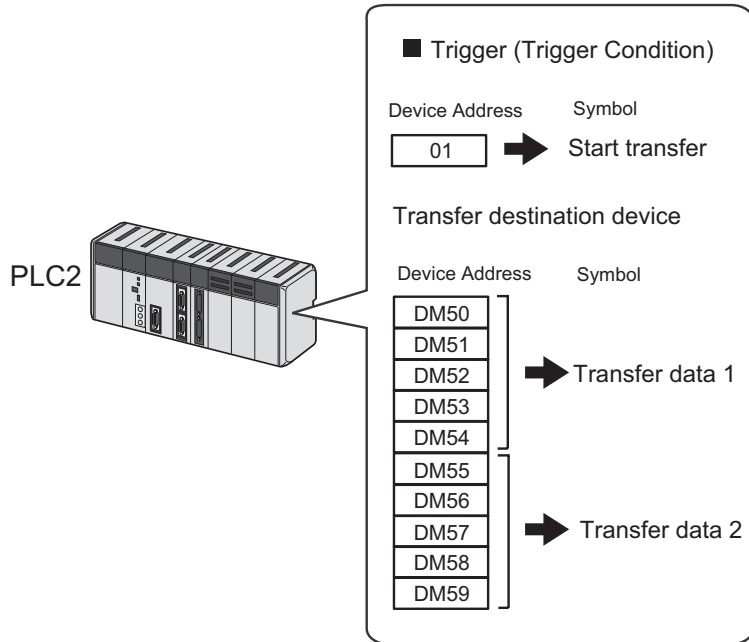 ■ Trigger (Trigger Condition)
Device Address Symbol
01 Start transfer
Transfer destination device
PLC2
Device Address Symbol
DM50
DM51
DM52
DM53
DM54
Transfer data 1
DM55
DM56
DM57
DM58
DM59
Transfer data 2